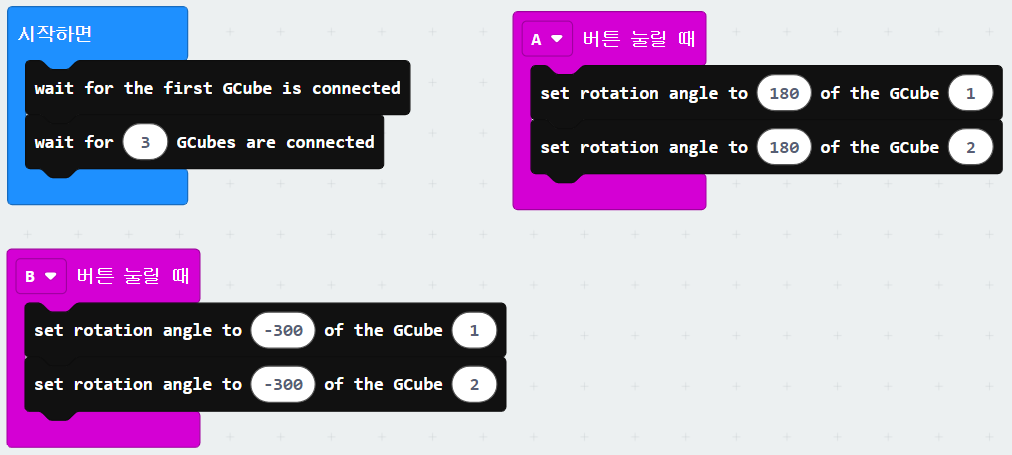 시작하면
wait for the first GCube is connected
wait for 3 GCubes are connected
A 버튼 눌릴 때
set rotation angle to 180 of the GCube 1
set rotation angle to 180 of the GCube 2
B 버튼 눌릴 때
set rotation angle to -300 of the GCube 1
set rotation angle to -300 of the GCube 2